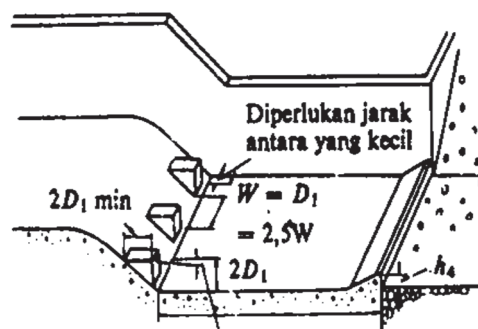 Diperlukan jarak
antara yang kecil
2D₁ min
W = D₁
= 2,5W
2D₁
h₄